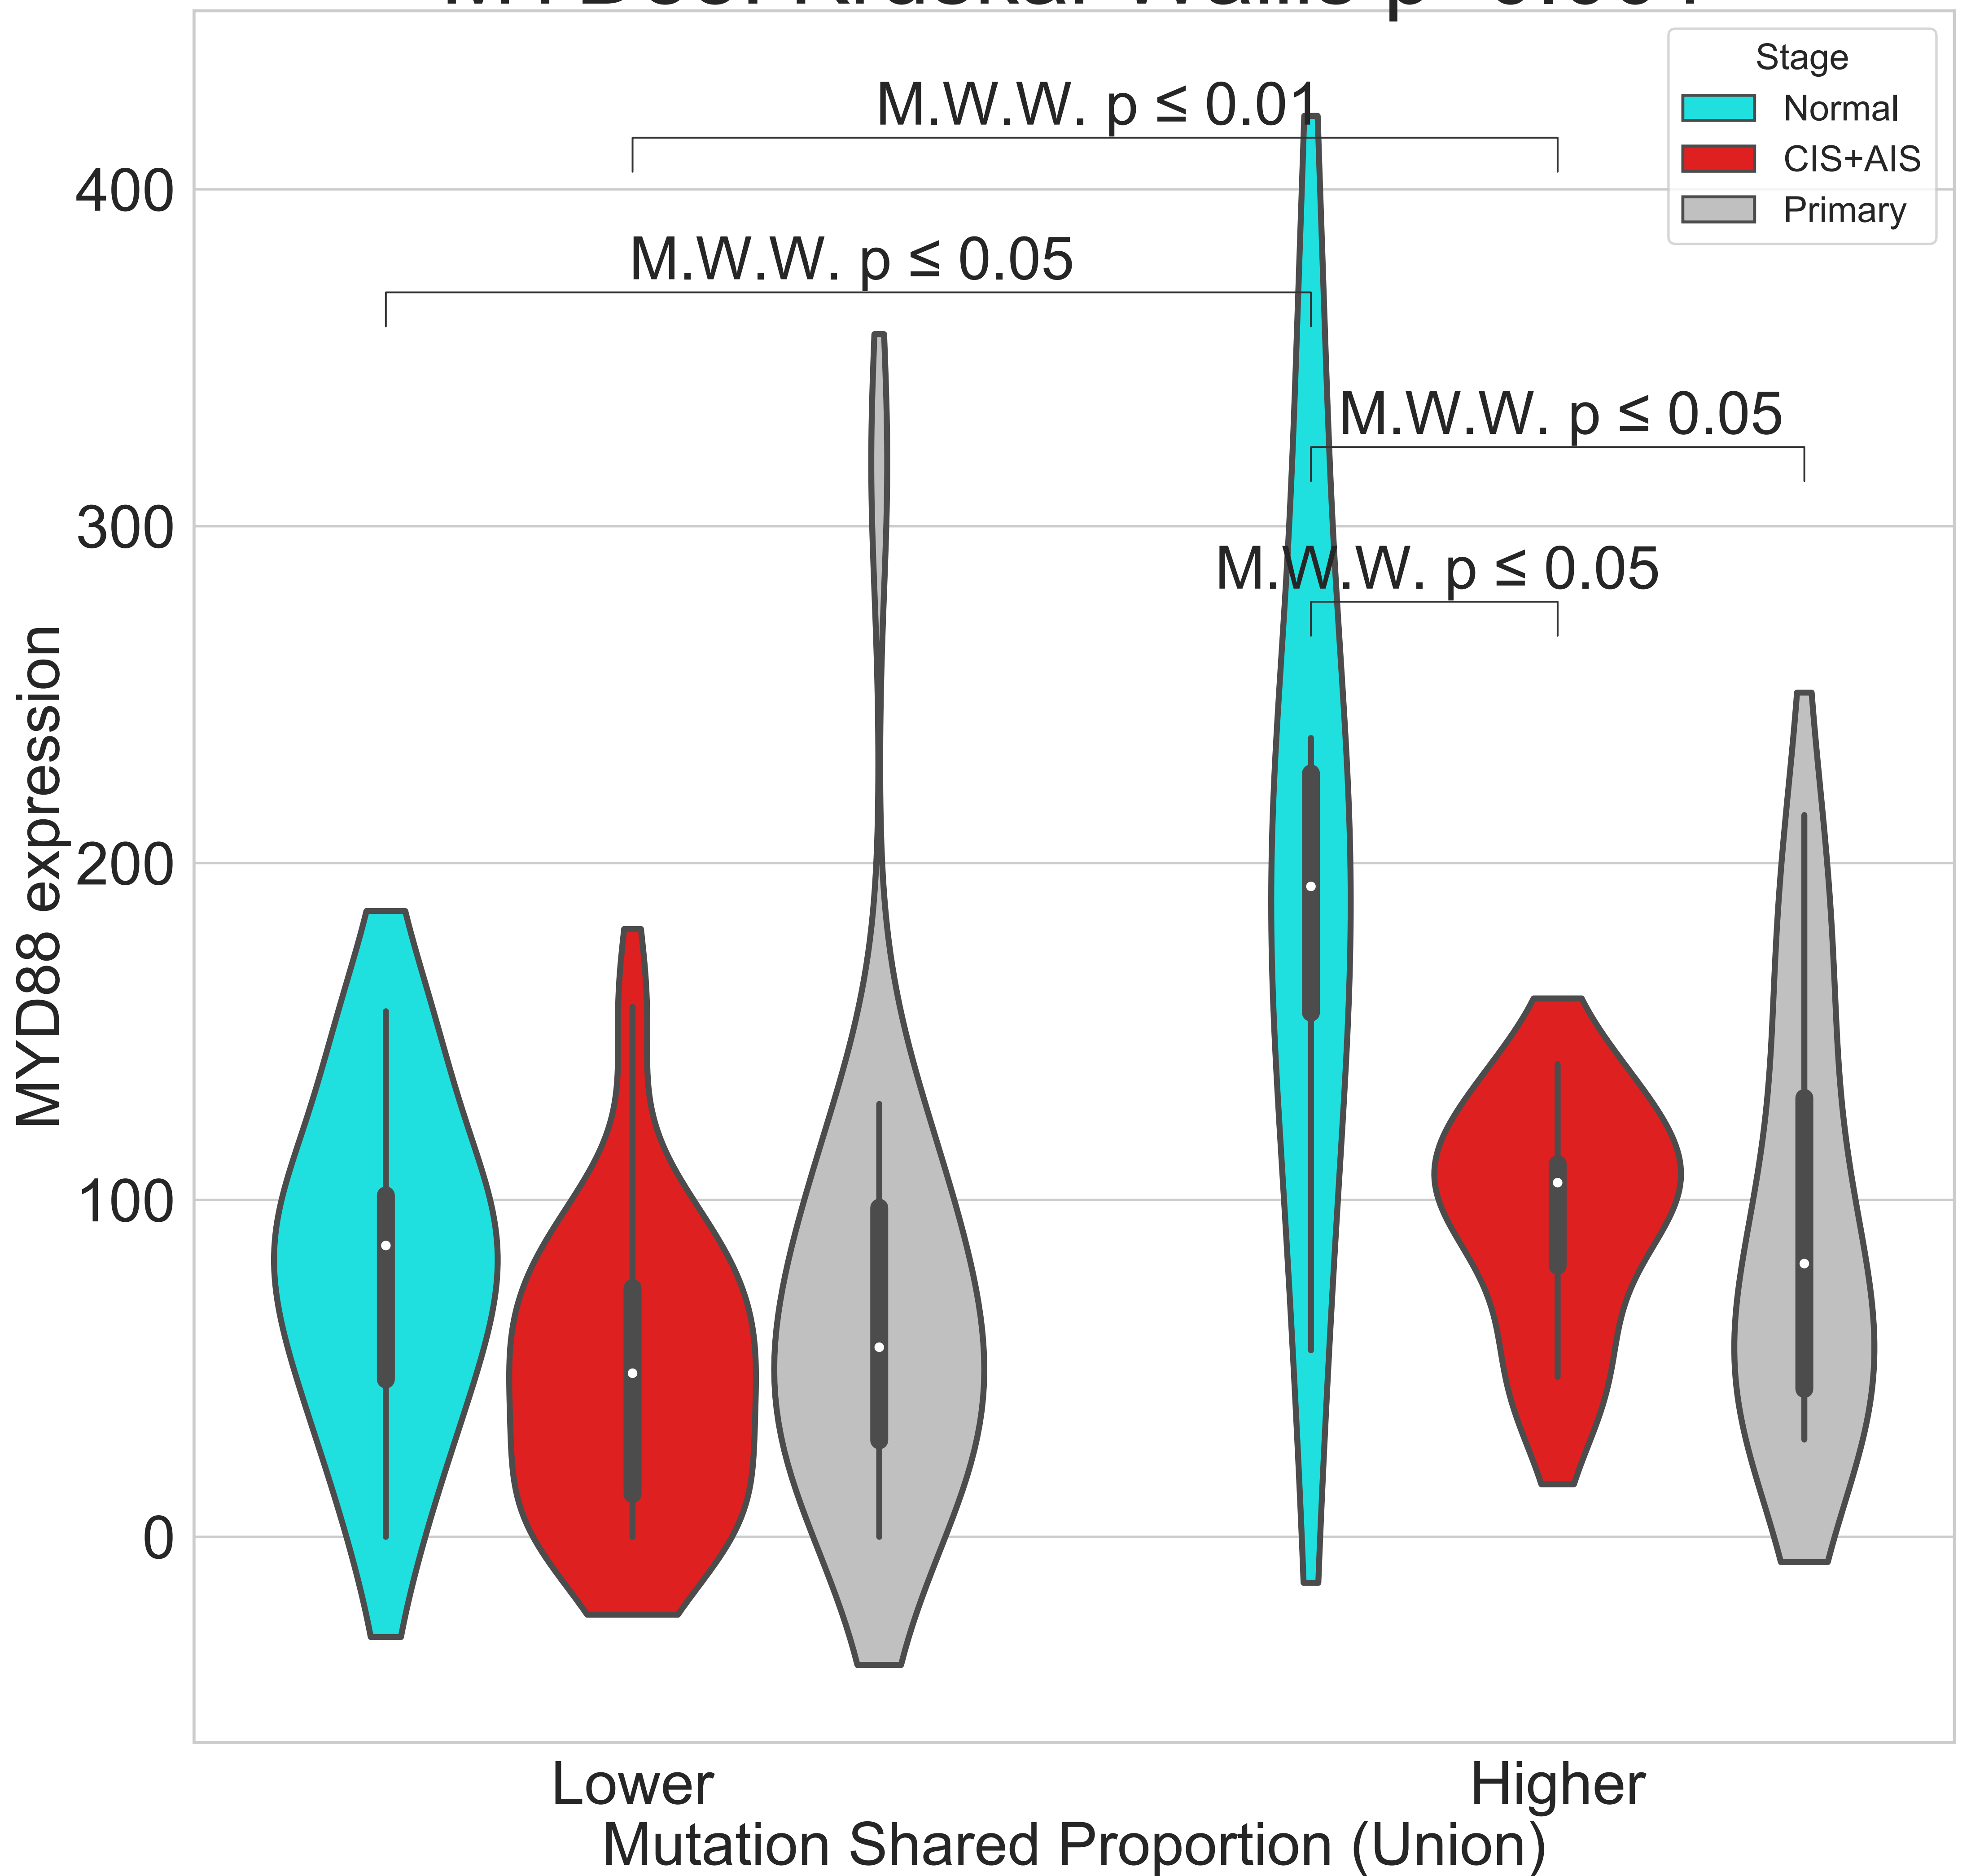 Stage
Normal
CIS+AIS
Primary
M.W.W. p ≤ 0.01
M.W.W. p ≤ 0.05
M.W.W. p ≤ 0.05
M.W.W. p ≤ 0.05
400
300
200
100
0
MYD88 expression
Lower
Higher
Mutation Shared Proportion (Union)